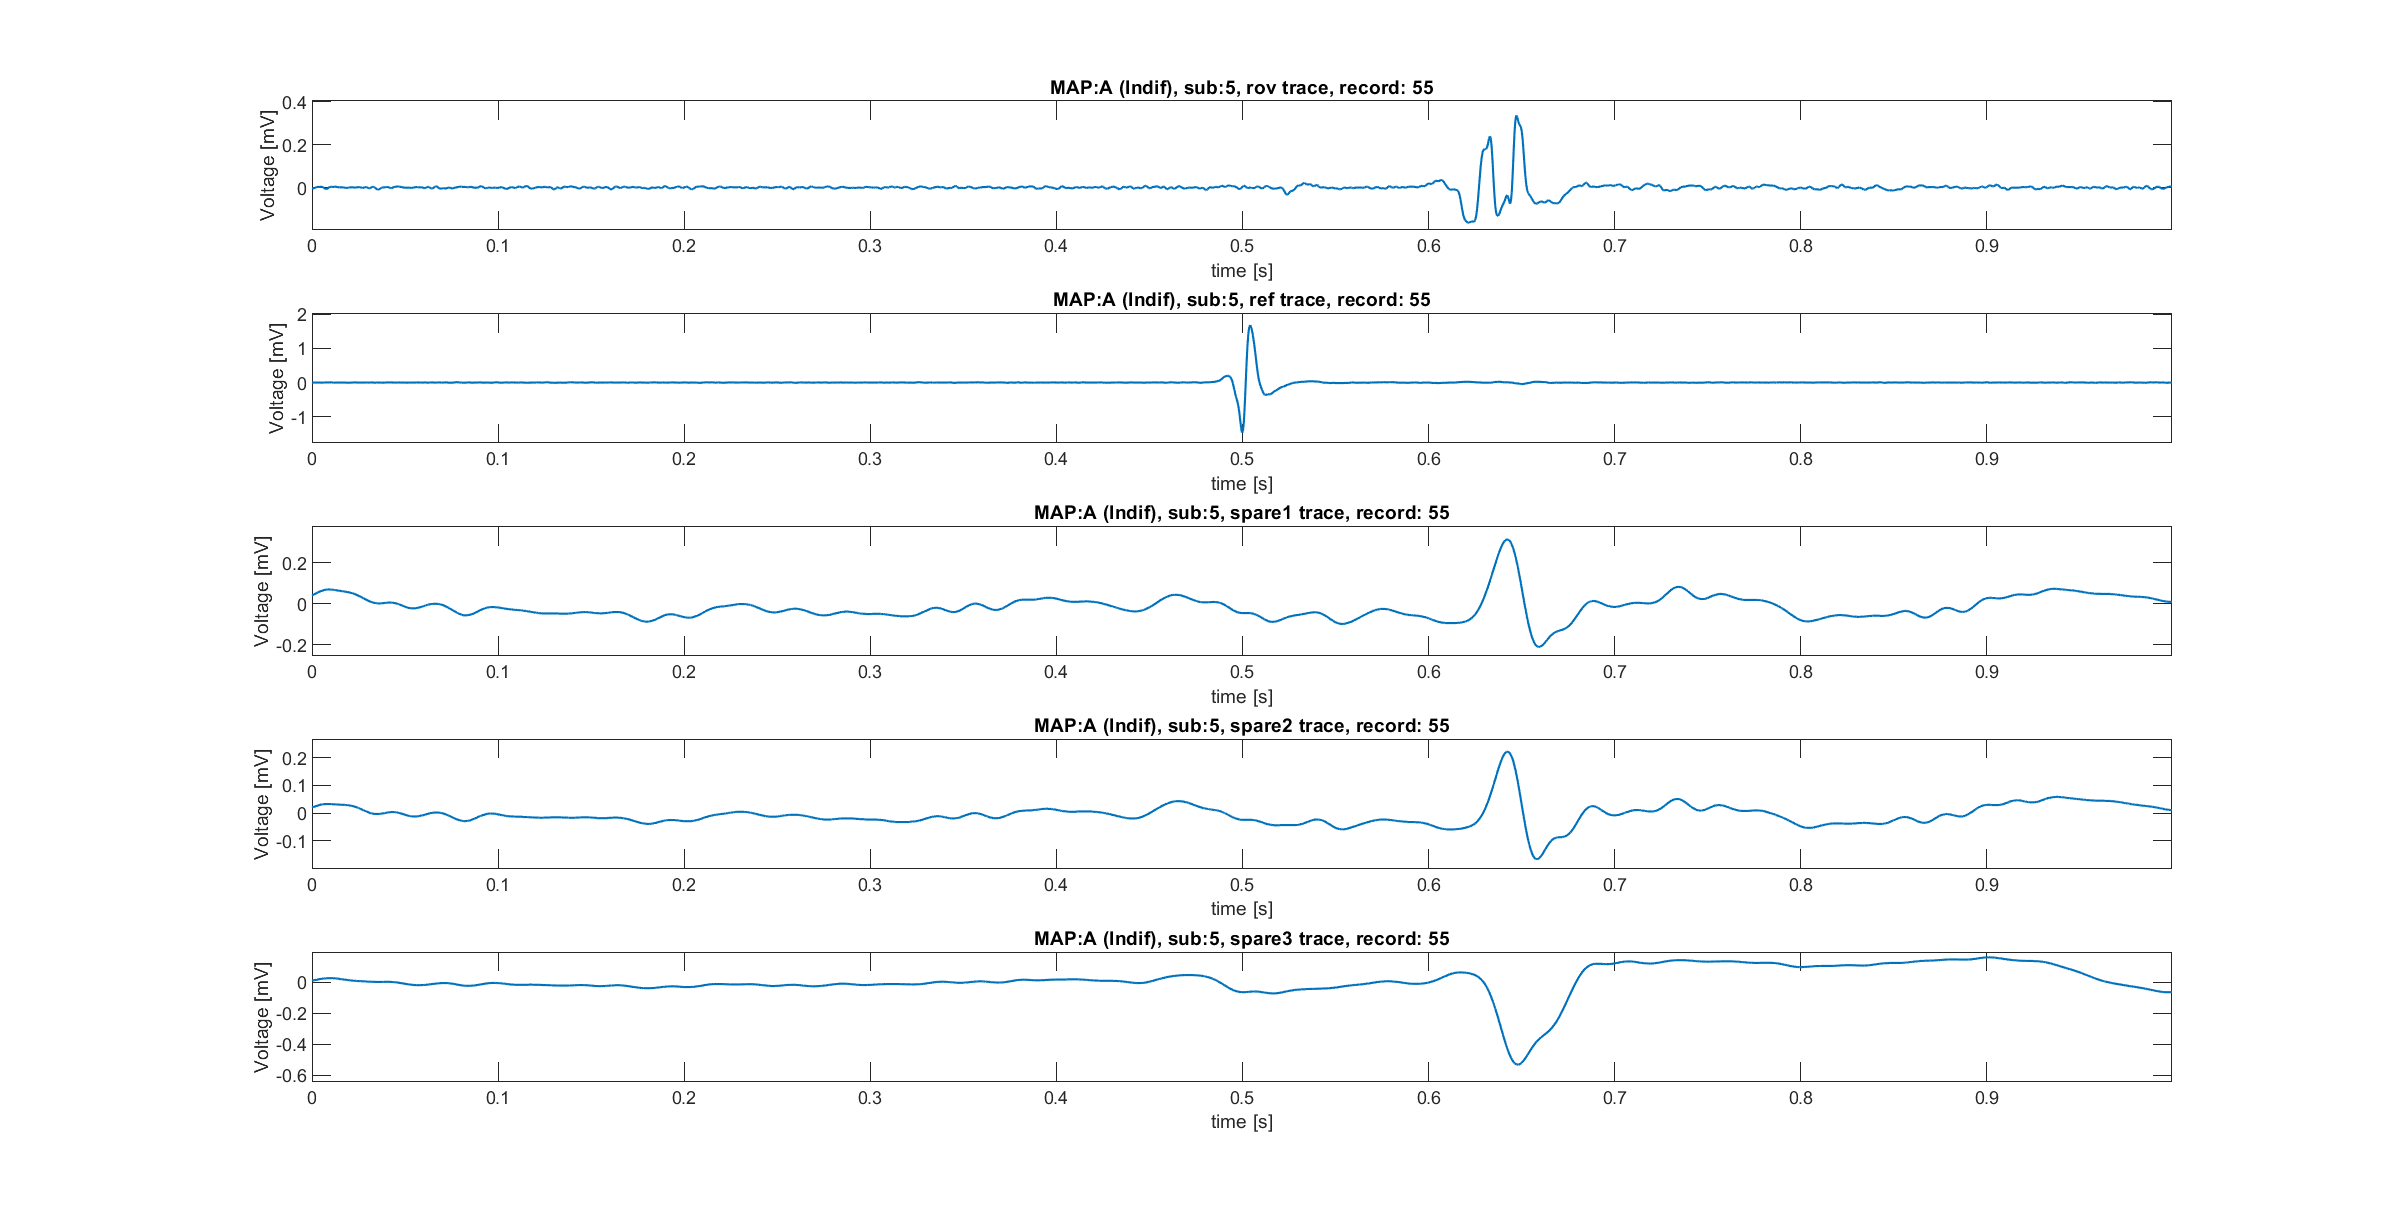 MAP:A (Indif), sub:5, rov trace, record: 55
Voltage [mV]
0.4
0.2
0
0 0.1 0.2 0.3 0.4 0.5 0.6 0.7 0.8 0.9
time [s]
MAP:A (Indif), sub:5, ref trace, record: 55
Voltage [mV]
2
1
0
-1
0 0.1 0.2 0.3 0.4 0.5 0.6 0.7 0.8 0.9
time [s]
MAP:A (Indif), sub:5, spare1 trace, record: 55
Voltage [mV]
0.2
0
-0.2
0 0.1 0.2 0.3 0.4 0.5 0.6 0.7 0.8 0.9
time [s]
MAP:A (Indif), sub:5, spare2 trace, record: 55
Voltage [mV]
0.2
0.1
0
-0.1
0 0.1 0.2 0.3 0.4 0.5 0.6 0.7 0.8 0.9
time [s]
MAP:A (Indif), sub:5, spare3 trace, record: 55
Voltage [mV]
0
-0.2
-0.4
-0.6
0 0.1 0.2 0.3 0.4 0.5 0.6 0.7 0.8 0.9
time [s]